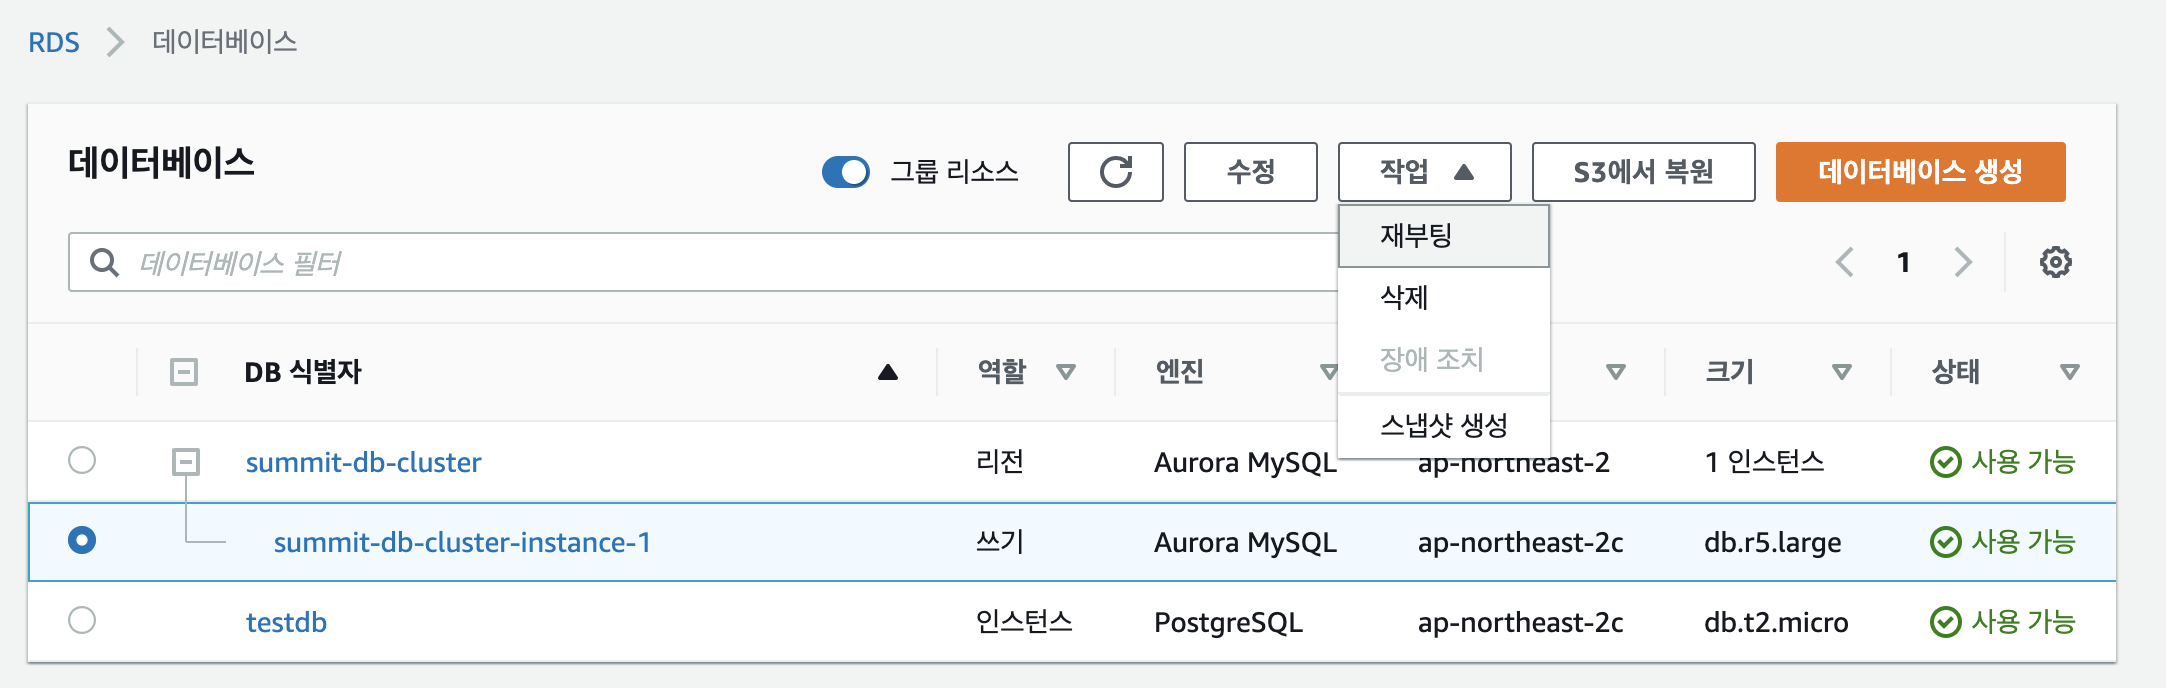 RDS > 데이터베이스
데이터베이스
그룹 리소스
수정
작업
S3에서 복원
데이터베이스 생성
재부팅
삭제
장애 조치
스냅샷 생성
데이터베이스 필터
1
DB 식별자 역할 엔진 크기 상태
summit-db-cluster 리전 Aurora MySQL ap-northeast-2 1 인스턴스 사용 가능
summit-db-cluster-instance-1 쓰기 Aurora MySQL ap-northeast-2c db.r5.large 사용 가능
testdb 인스턴스 PostgreSQL ap-northeast-2c db.t2.micro 사용 가능